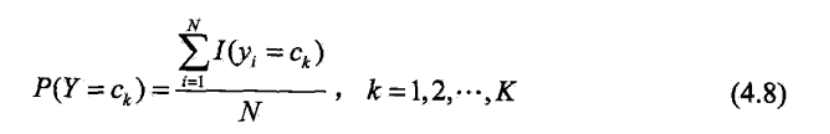 $$P(Y=c_k)=\frac{\sum_{i=1}^{N} I(y_i=c_k)}{N}, \quad k=1,2,\cdots,K \quad (4.8)$$